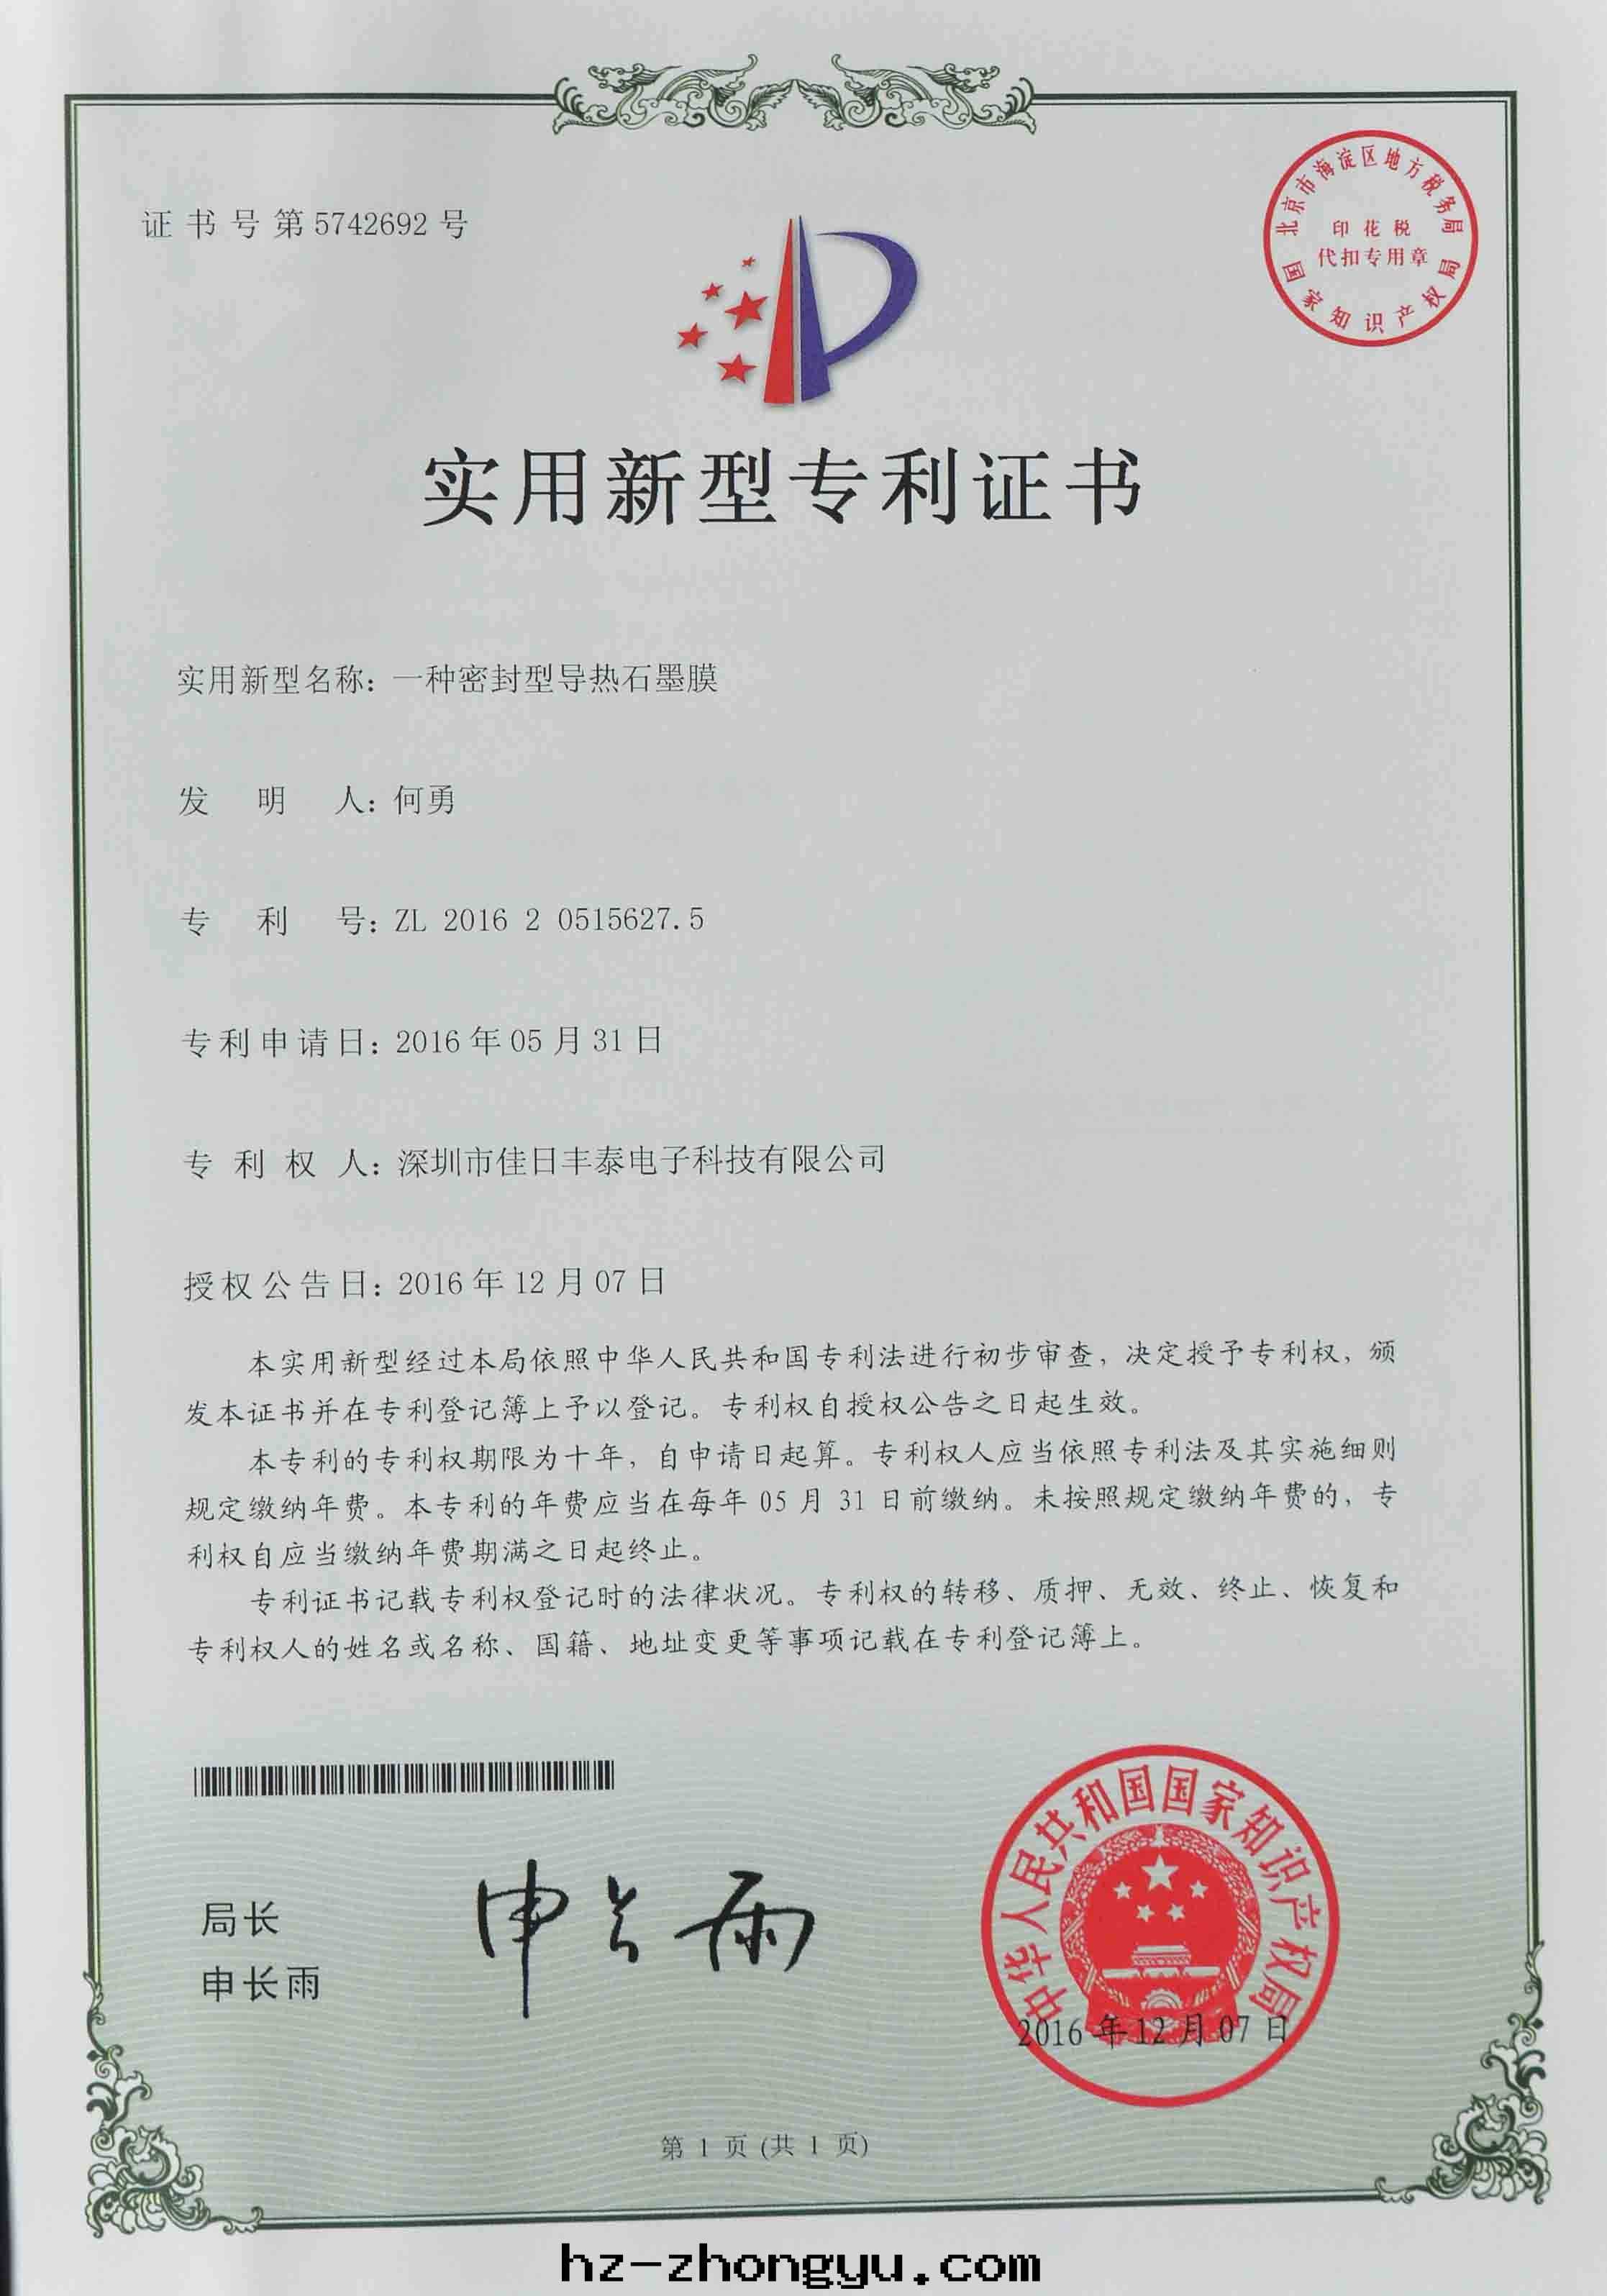 证书号第5742692号
北京市海淀区地方税务局
印花税
代扣专用章
国家知识产权局
实用新型专利证书
实用新型名称：一种密封型导热石墨膜
发明人：何勇
专利号：ZL 2016 2 0515627.5
专利申请日：2016年05月31日
专利权人：深圳市佳日丰泰电子科技有限公司
授权公告日：2016年12月07日
本实用新型经过本局依照中华人民共和国专利法进行初步审查，决定授予专利权，颁
发本证书并在专利登记簿上予以登记。专利权自授权公告之日起生效。
本专利的专利权期限为十年，自申请日起算。专利权人应当依照专利法及其实施细则
规定缴纳年费。本专利的年费应当在每年05月31日前缴纳。未按照规定缴纳年费的，专
利权自应当缴纳年费期满之日起终止。
专利证书记载专利权登记时的法律状况。专利权的转移、质押、无效、终止、恢复和
专利权人的姓名或名称、国籍、地址变更等事项记载在专利登记簿上。
局长
申长雨
申长雨
中华人民共和国国家知识产权局
2016年12月07日
第1页(共1页)
hz-zhongyu.com